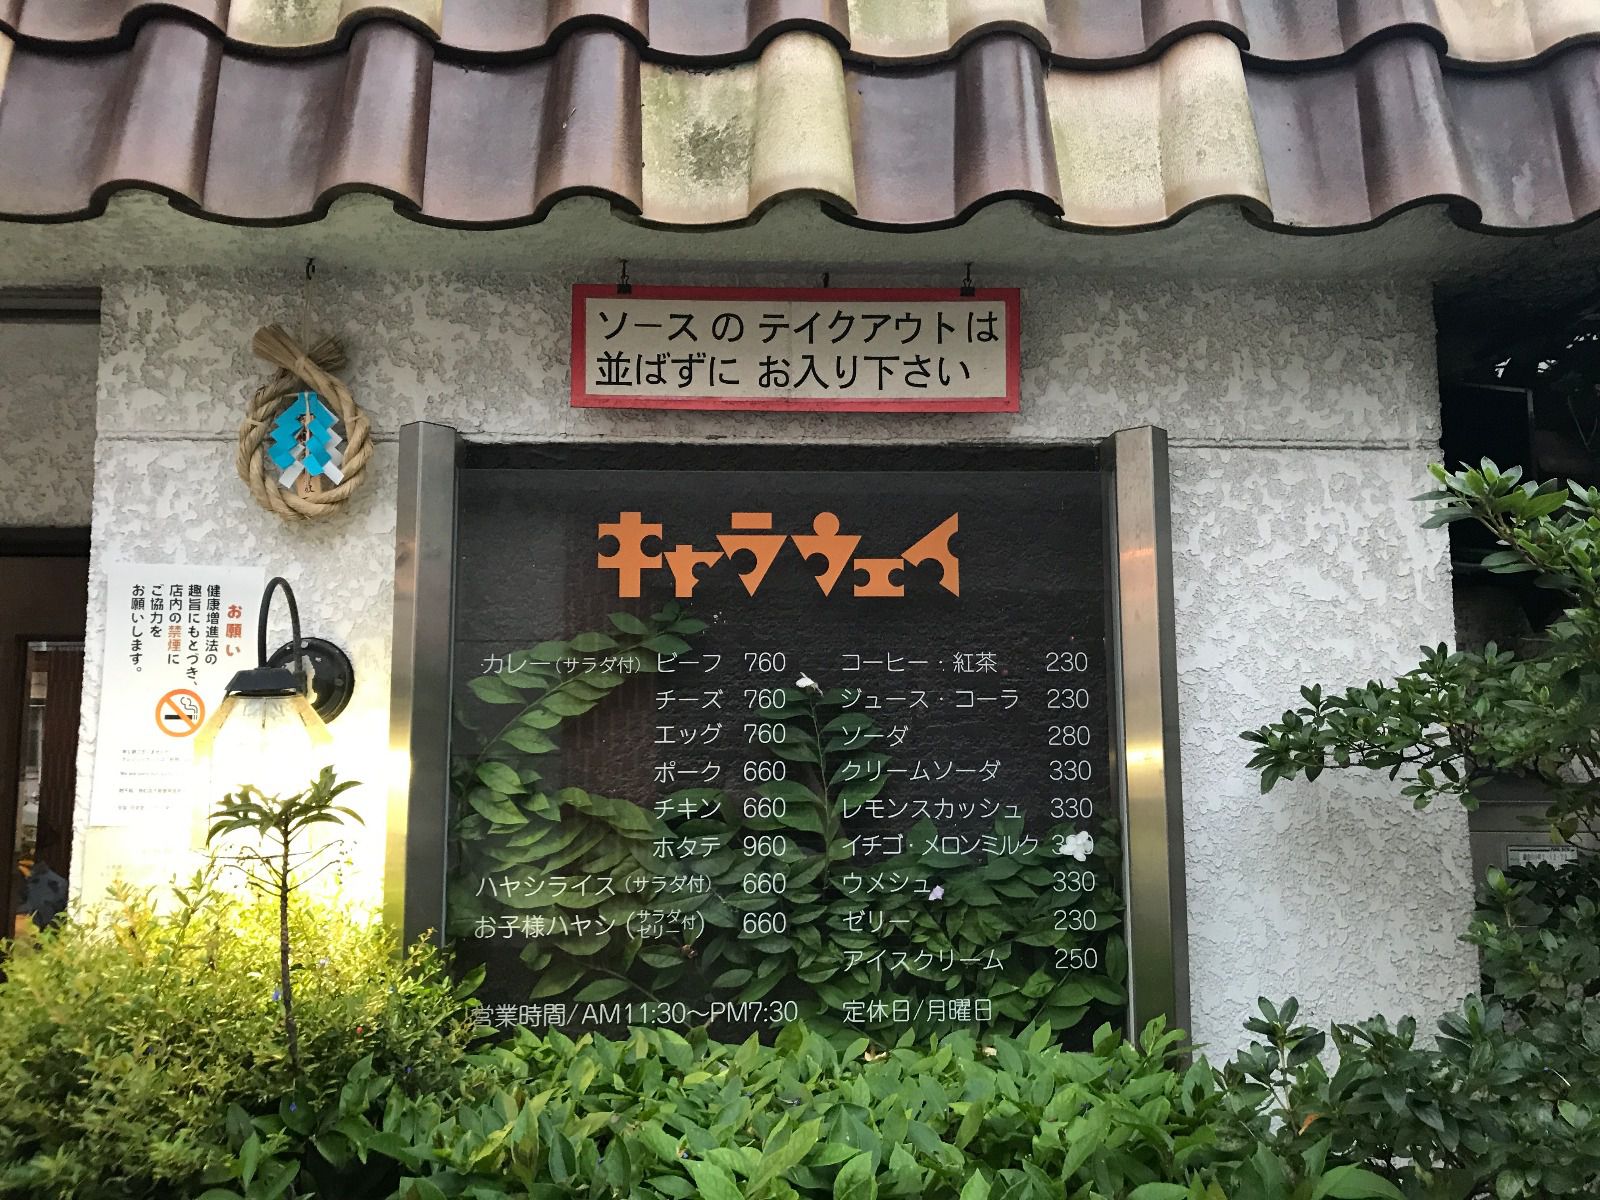 ソースのテイクアウトは
並ばずにお入り下さい
キャラウェイ
カレー(サラダ付) ビーフ 760
チーズ 760
エッグ 760
ポーク 660
チキン 660
ホタテ 960
ハヤシライス(サラダ付) 660
お子様ハヤシ(サラダ ゼリー付) 660
コーヒー・紅茶 230
ジュース・コーラ 230
ソーダ 280
クリームソーダ 330
レモンスカッシュ 330
イチゴ・メロンミルク
ウメシュ 330
ゼリー 230
アイスクリーム 250
営業時間/AM11:30〜PM7:30
定休日/月曜日
お願い
健康増進法の
趣旨にもとづき、
店内の禁煙に
ご協力を
お願いします。